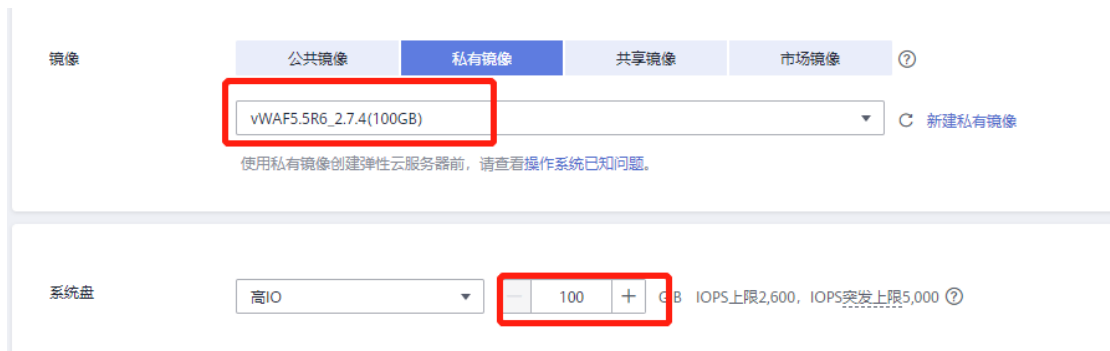 镜像 公共镜像 私有镜像 共享镜像 市场镜像 ?
vWAF5.5R6_2.7.4(100GB) 新建私有镜像
使用私有镜像创建弹性云服务器前，请查看操作系统已知问题。
系统盘 高IO 100 GB IOPS上限2,600，IOPS突发上限5,000 ?